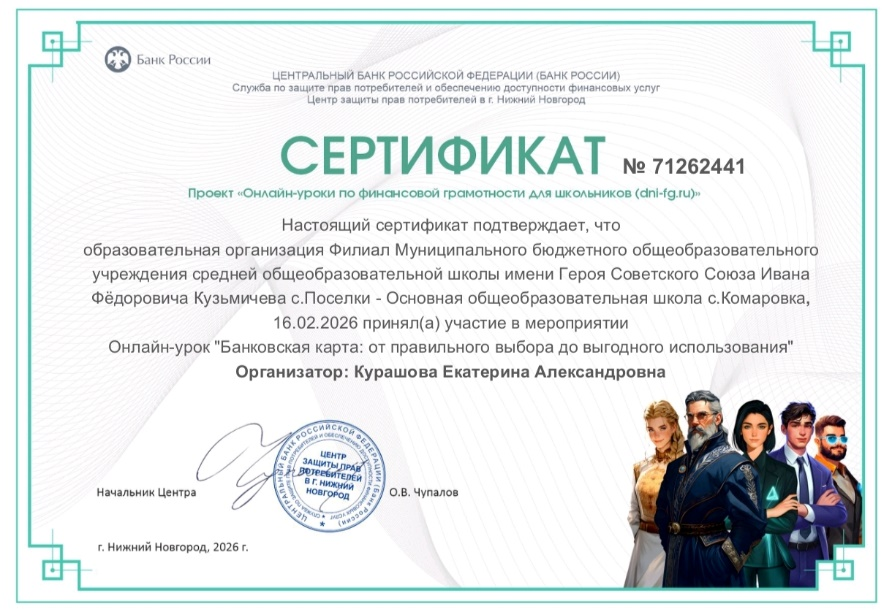 Банк России
ЦЕНТРАЛЬНЫЙ БАНК РОССИЙСКОЙ ФЕДЕРАЦИИ (БАНК РОССИИ)
Служба по защите прав потребителей и обеспечению доступности финансовых услуг
Центр защиты прав потребителей в г. Нижний Новгород
СЕРТИФИКАТ № 71262441
Проект «Онлайн-уроки по финансовой грамотности для школьников (dni-fg.ru)»
Настоящий сертификат подтверждает, что
образовательная организация Филиал Муниципального бюджетного общеобразовательного
учреждения средней общеобразовательной школы имени Героя Советского Союза Ивана
Фёдоровича Кузьмичева с.Поселки - Основная общеобразовательная школа с.Комаровка,
16.02.2026 принял(а) участие в мероприятии
Онлайн-урок "Банковская карта: от правильного выбора до выгодного использования"
Организатор: Курашова Екатерина Александровна
ЦЕНТРАЛЬНЫЙ БАНК РОССИЙСКОЙ ФЕДЕРАЦИИ (Банк России)
ЦЕНТР
ЗАЩИТЫ ПРАВ
ПОТРЕБИТЕЛЕЙ
В Г. НИЖНИЙ
НОВГОРОД
Начальник Центра
О.В. Чупалов
г. Нижний Новгород, 2026 г.